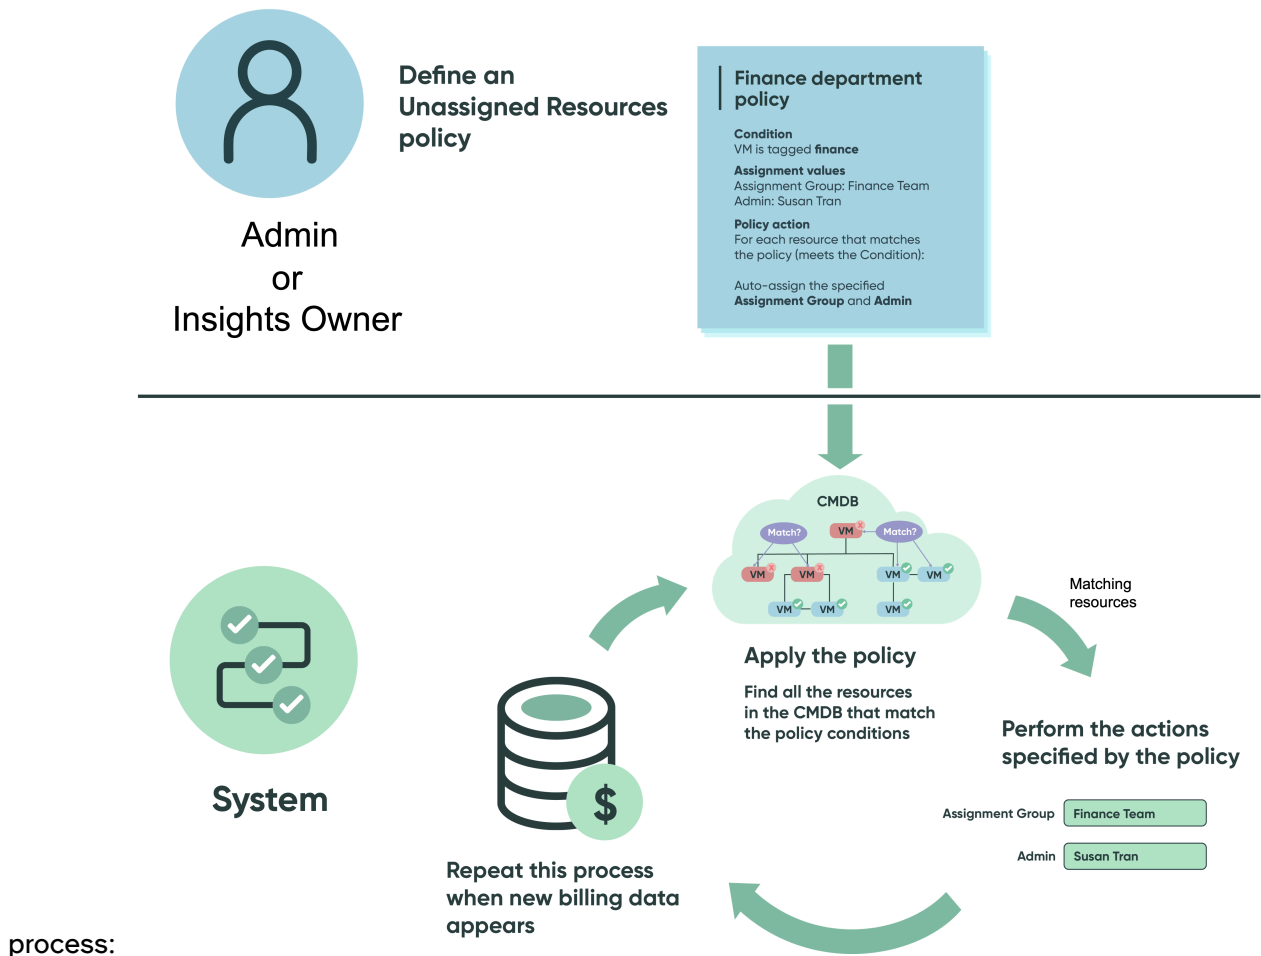 Define an
Unassigned Resources
policy
Admin
or
Insights Owner
Finance department
policy
Condition
VM is tagged finance
Assignment values
Assignment Group: Finance Team
Admin: Susan Tran
Policy action
For each resource that matches
the policy (meets the Condition):
Auto-assign the specified
Assignment Group and Admin
CMDB
Match?
VM
Match?
VM
VM
VM
VM
VM
VM
VM
Matching
resources
Apply the policy
Find all the resources
in the CMDB that match
the policy conditions
Perform the actions
specified by the policy
Assignment Group
Finance Team
Admin
Susan Tran
System
$
Repeat this process
when new billing data
appears
process: